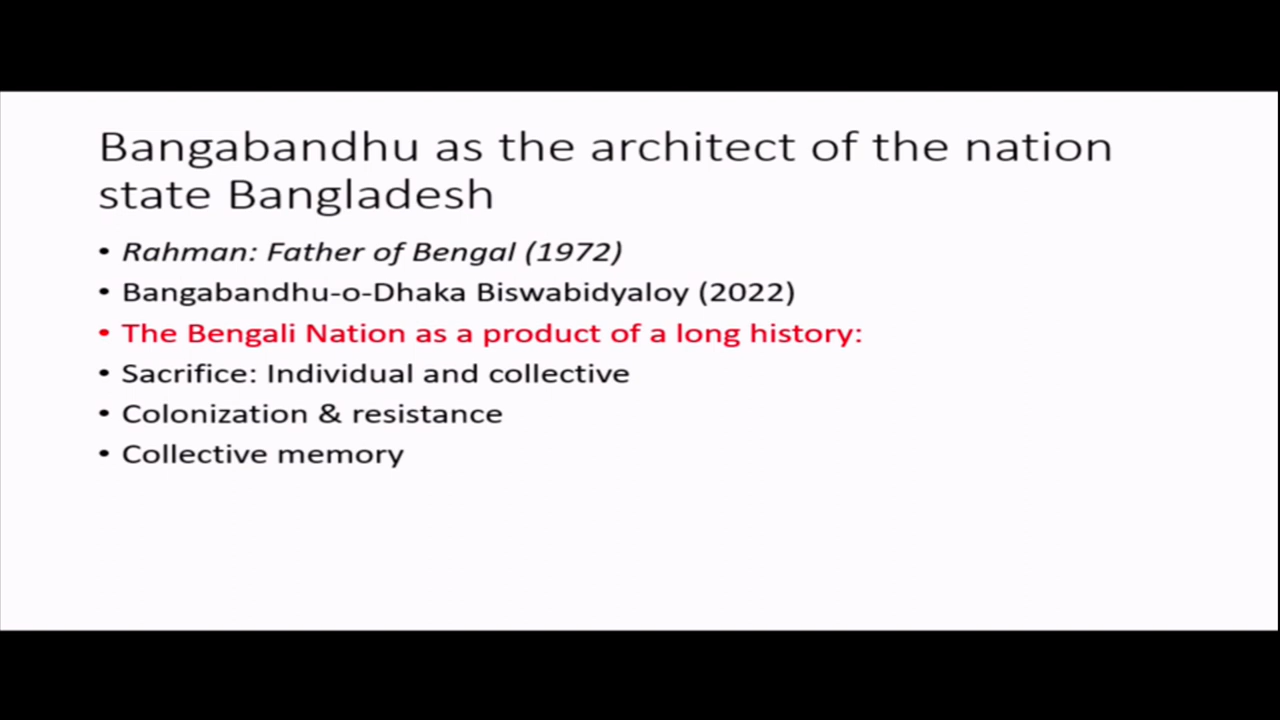 Bangabandhu as the architect of the nation
state Bangladesh
• Rahman: Father of Bengal (1972)
• Bangabandhu-o-Dhaka Biswabidyaloy (2022)
• The Bengali Nation as a product of a long history:
• Sacrifice: Individual and collective
• Colonization & resistance
• Collective memory